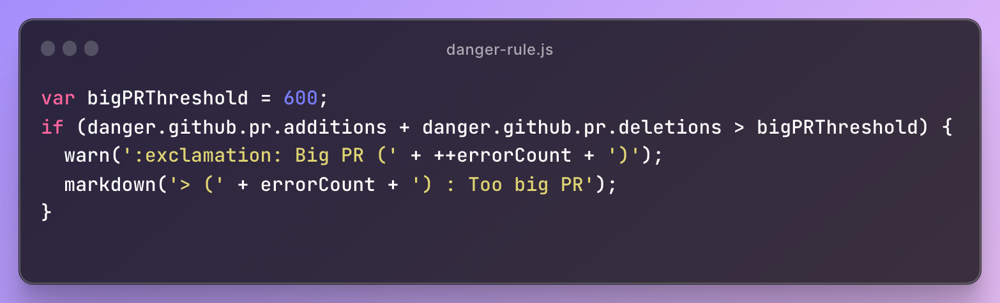 danger-rule.js
var bigPRThreshold = 600;
if (danger.github.pr.additions + danger.github.pr.deletions > bigPRThreshold) {
  warn(':exclamation: Big PR (' + ++errorCount + ')');
  markdown('> (' + errorCount + ') : Too big PR');
}